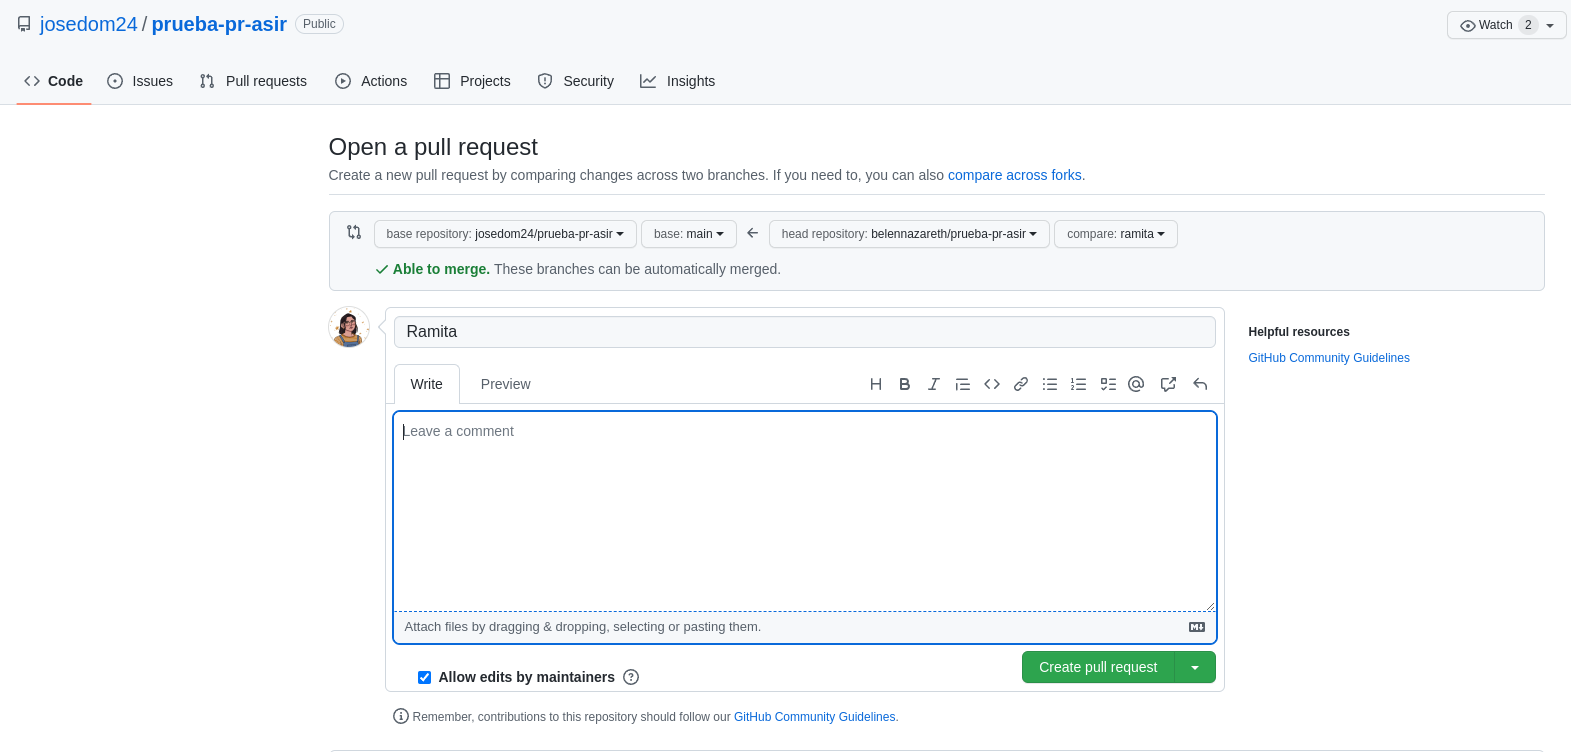 josedom24 / prueba-pr-asir Public Watch 2
Code Issues Pull requests Actions Projects Security Insights
Open a pull request
Create a new pull request by comparing changes across two branches. If you need to, you can also compare across forks.
base repository: josedom24/prueba-pr-asir base: main head repository: belennazareth/prueba-pr-asir compare: ramita
Able to merge. These branches can be automatically merged.
Ramita
Helpful resources
GitHub Community Guidelines
Write Preview
Leave a comment
Attach files by dragging & dropping, selecting or pasting them.
Create pull request
Allow edits by maintainers
Remember, contributions to this repository should follow our GitHub Community Guidelines.